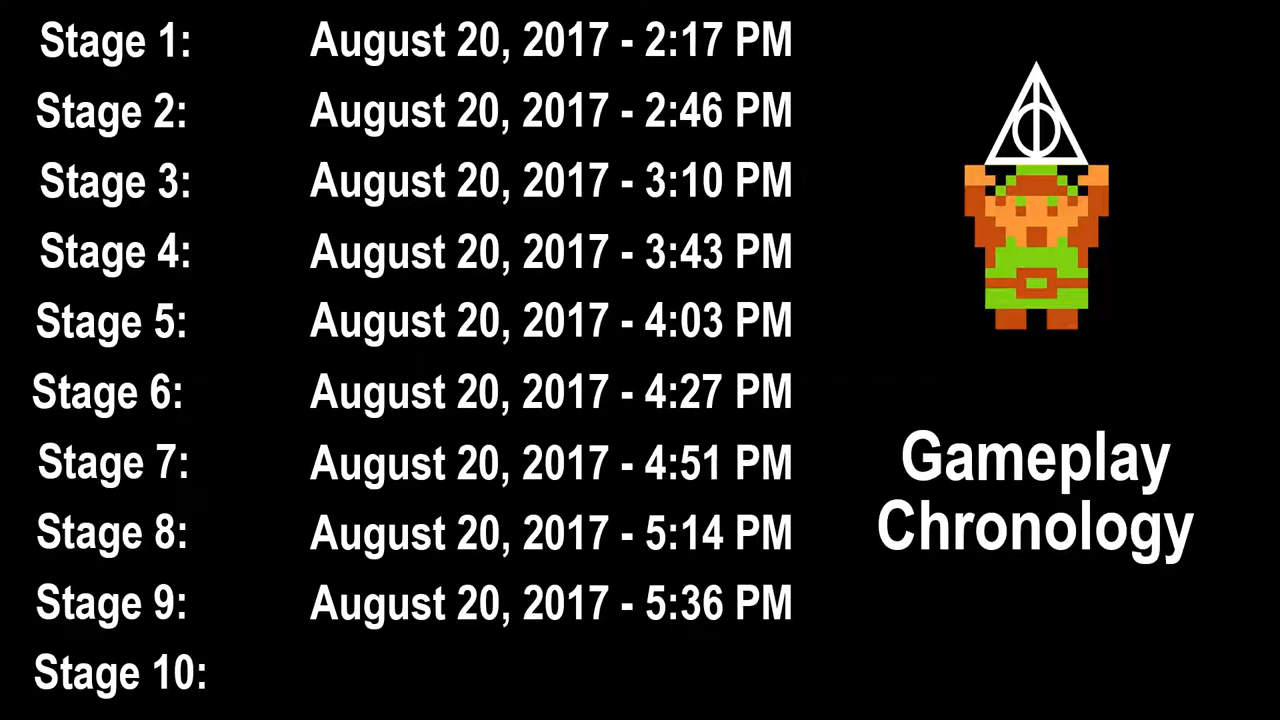 Stage 1: August 20, 2017 - 2:17 PM
Stage 2: August 20, 2017 - 2:46 PM
Stage 3: August 20, 2017 - 3:10 PM
Stage 4: August 20, 2017 - 3:43 PM
Stage 5: August 20, 2017 - 4:03 PM
Stage 6: August 20, 2017 - 4:27 PM
Stage 7: August 20, 2017 - 4:51 PM
Stage 8: August 20, 2017 - 5:14 PM
Stage 9: August 20, 2017 - 5:36 PM
Stage 10:
Gameplay
Chronology